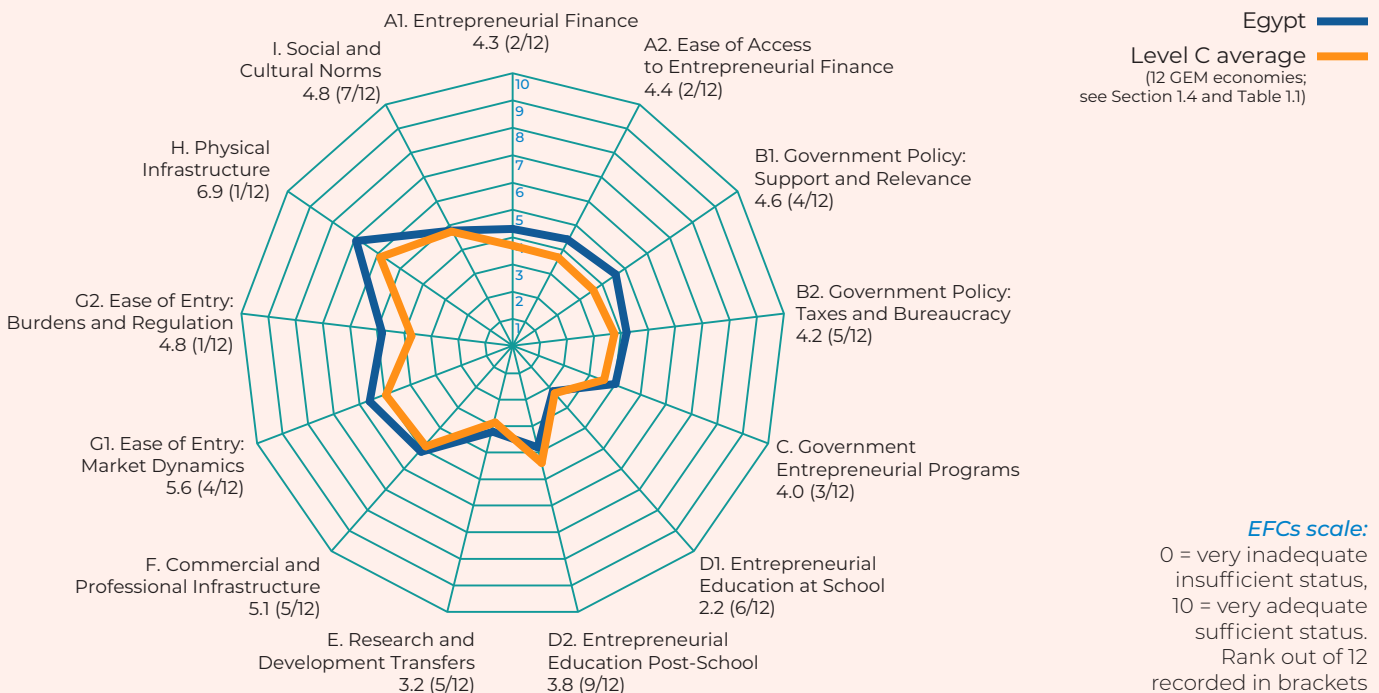 A1. Entrepreneurial Finance
4.3 (2/12)
A2. Ease of Access
to Entrepreneurial Finance
4.4 (2/12)
B1. Government Policy:
Support and Relevance
4.6 (4/12)
B2. Government Policy:
Taxes and Bureaucracy
4.2 (5/12)
C. Government
Entrepreneurial Programs
4.0 (3/12)
D1. Entrepreneurial
Education at School
2.2 (6/12)
D2. Entrepreneurial
Education Post-School
3.8 (9/12)
E. Research and
Development Transfers
3.2 (5/12)
F. Commercial and
Professional Infrastructure
5.1 (5/12)
G1. Ease of Entry:
Market Dynamics
5.6 (4/12)
G2. Ease of Entry:
Burdens and Regulation
4.8 (1/12)
H. Physical
Infrastructure
6.9 (1/12)
I. Social and
Cultural Norms
4.8 (7/12)
10
9
8
7
6
5
3
2
1
Egypt
Level C average
(12 GEM economies;
see Section 1.4 and Table 1.1)
EFCs scale:
0 = very inadequate
insufficient status,
10 = very adequate
sufficient status.
Rank out of 12
recorded in brackets